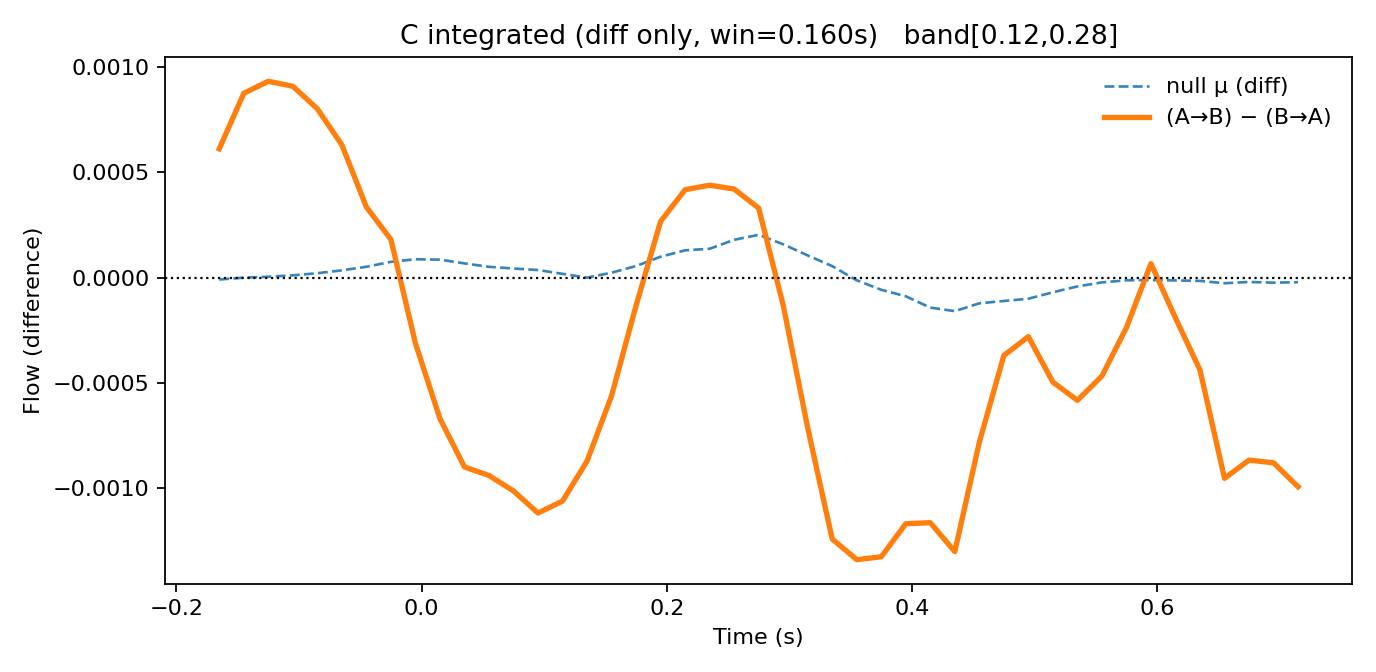 C integrated (diff only, win=0.160s)   band[0.12,0.28]
null μ (diff)
(A→B) − (B→A)
Flow (difference)
0.0010
0.0005
0.0000
−0.0005
−0.0010
−0.2
0.0
0.2
0.4
0.6
Time (s)